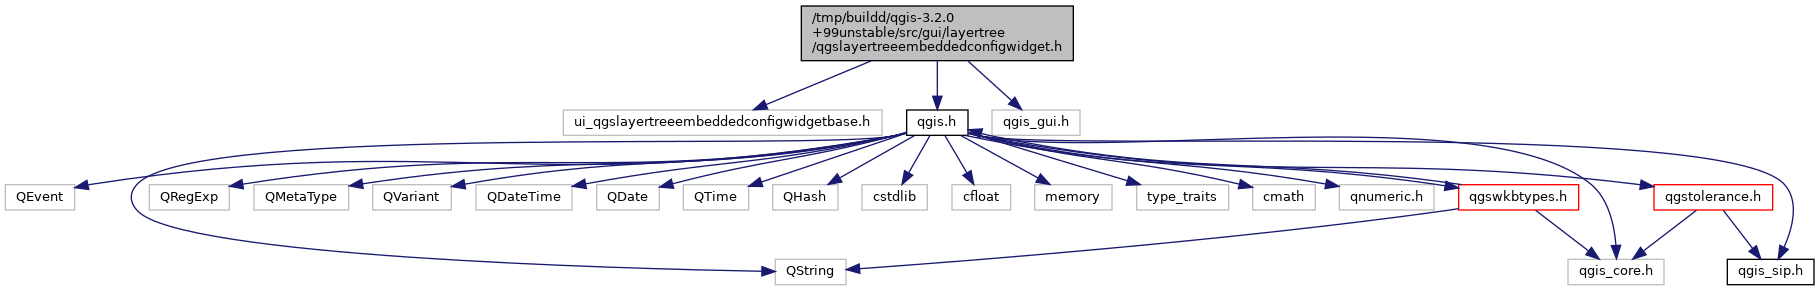 /tmp/buildd/qgis-3.2.0
+99unstable/src/gui/layertree
/qgslayertreeembeddedconfigwidget.h
ui_qgslayertreeembeddedconfigwidgetbase.h
qgis.h
qgis_gui.h
QEvent
QRegExp
QMetaType
QVariant
QDateTime
QDate
QTime
QHash
cstdlib
cfloat
memory
type_traits
cmath
qnumeric.h
qgswkbtypes.h
qgstolerance.h
QString
qgis_core.h
qgis_sip.h